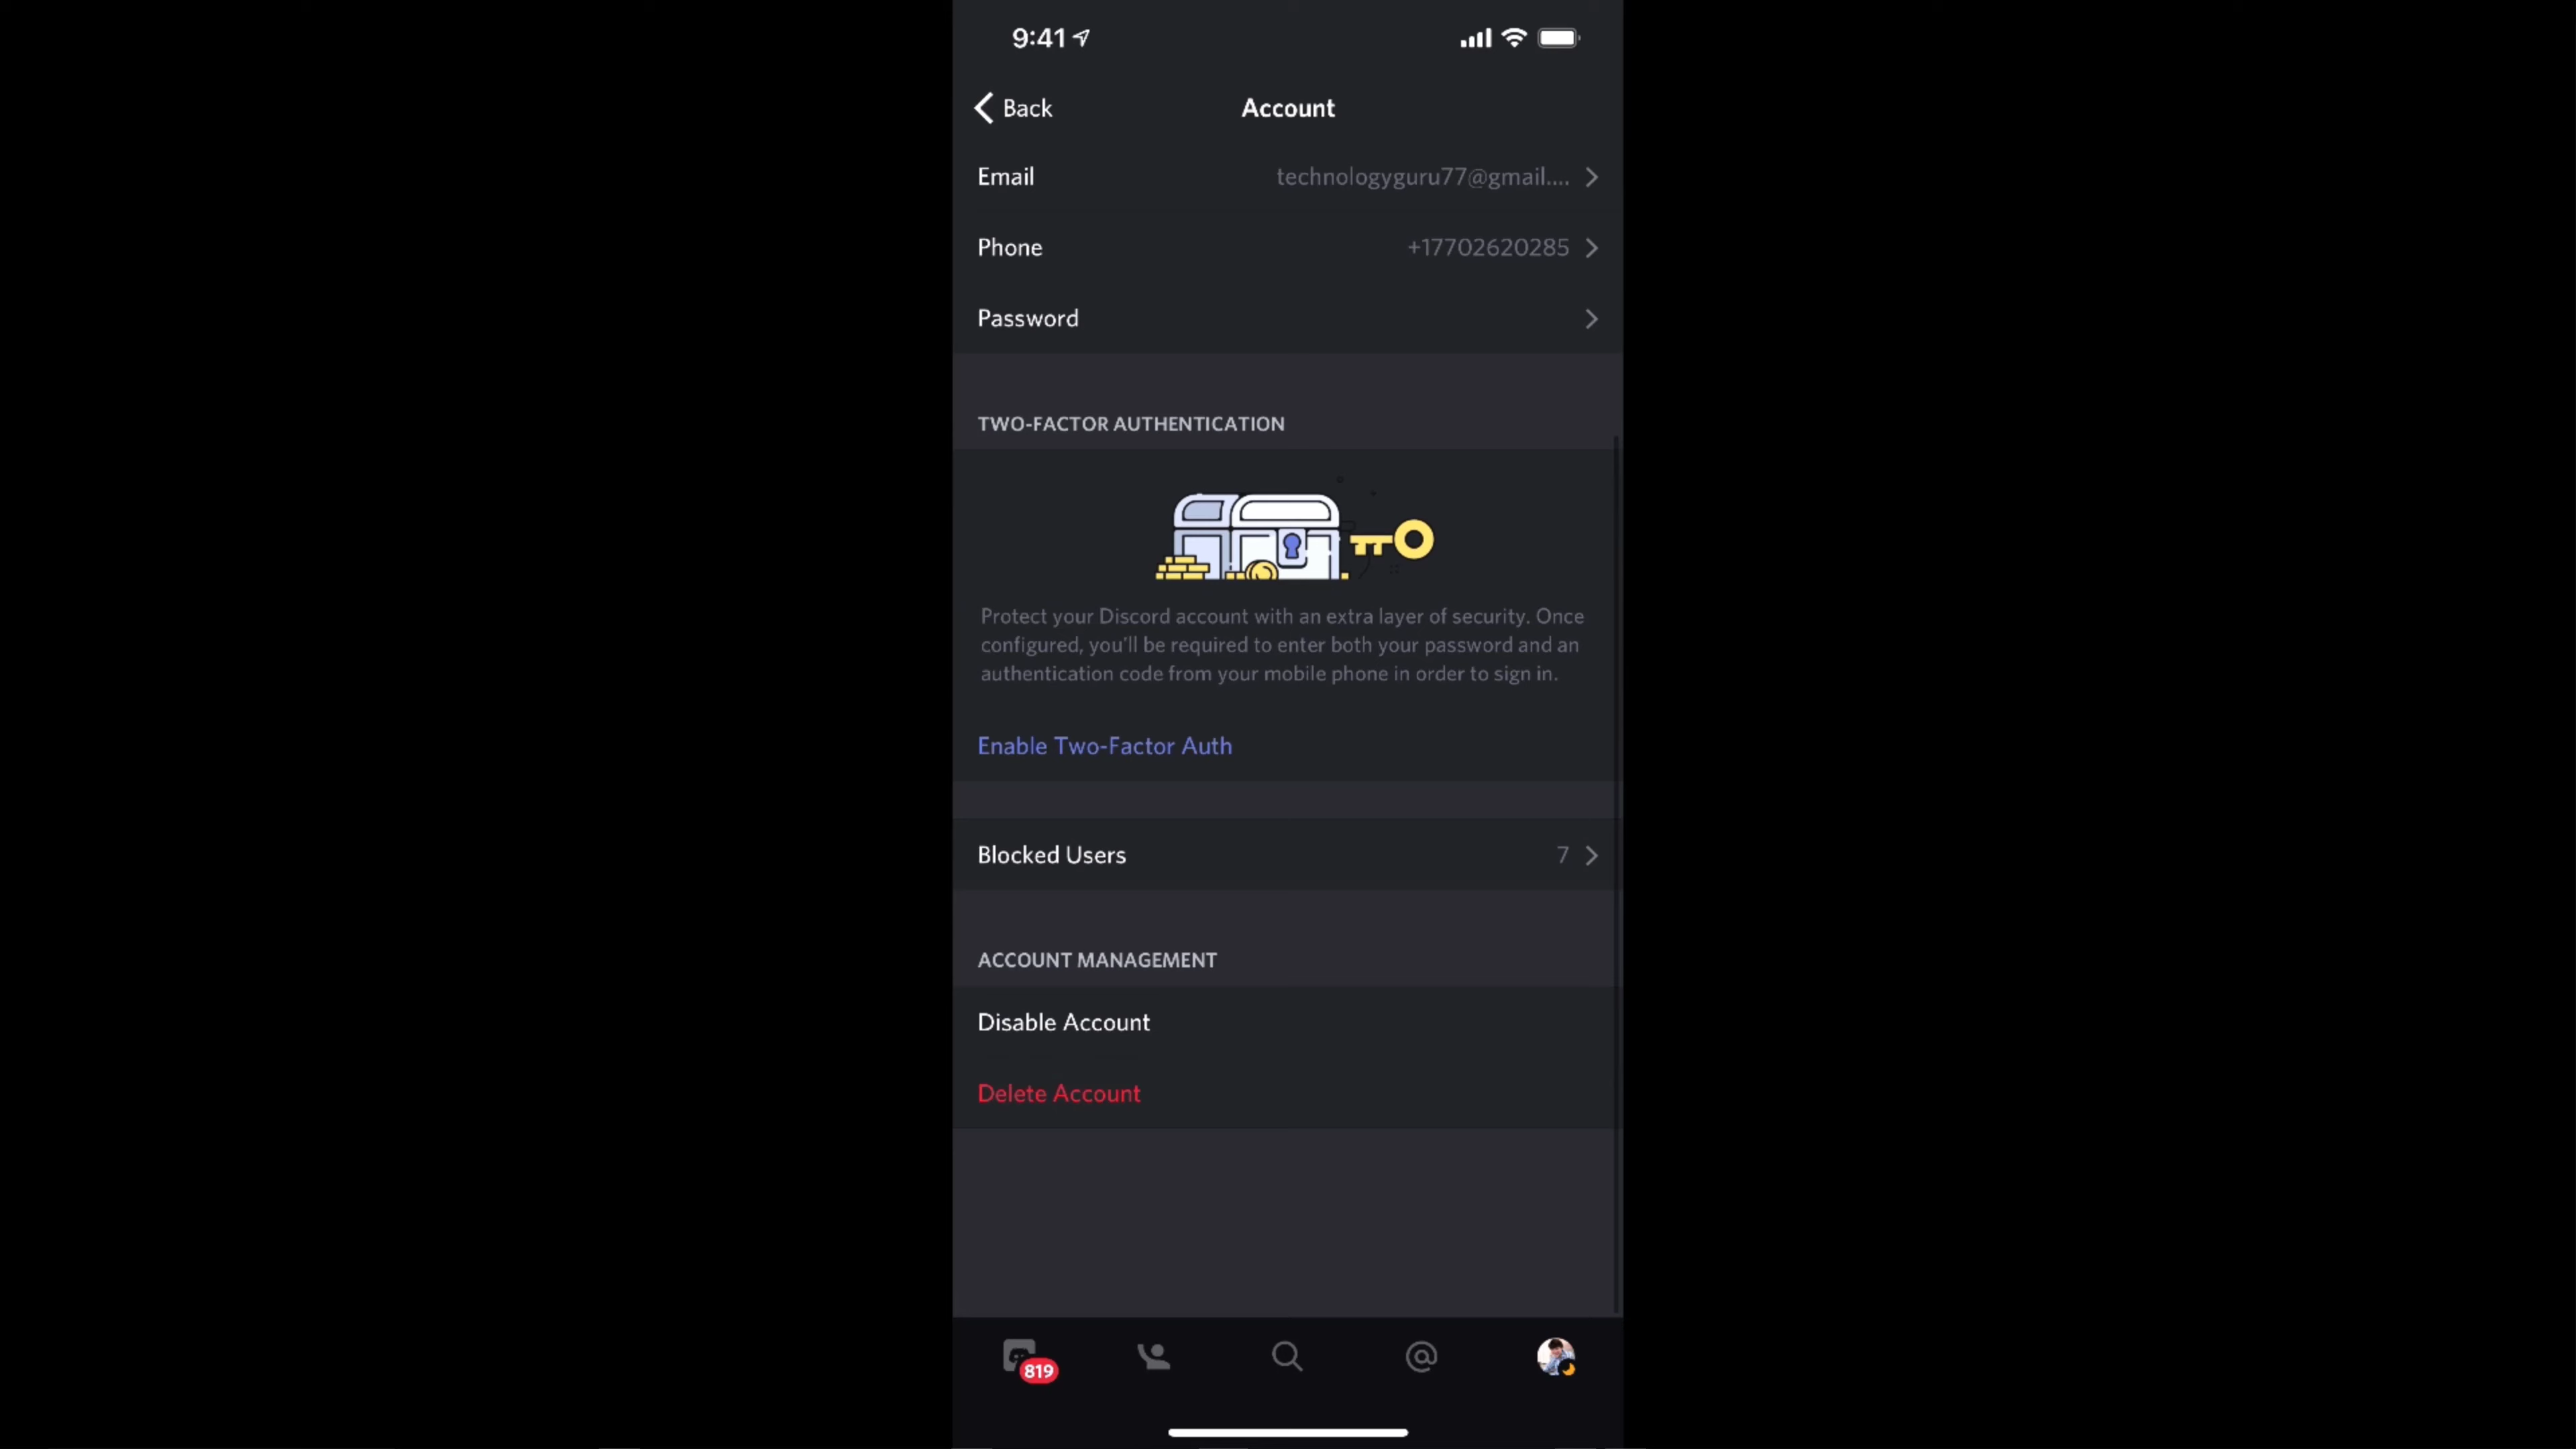 9:41
Back
Account
Email
technologyguru77@gmail....
Phone
+17702620285
Password
TWO-FACTOR AUTHENTICATION
Protect your Discord account with an extra layer of security. Once
configured, you'll be required to enter both your password and an
authentication code from your mobile phone in order to sign in.
Enable Two-Factor Auth
Blocked Users
7
ACCOUNT MANAGEMENT
Disable Account
Delete Account
819